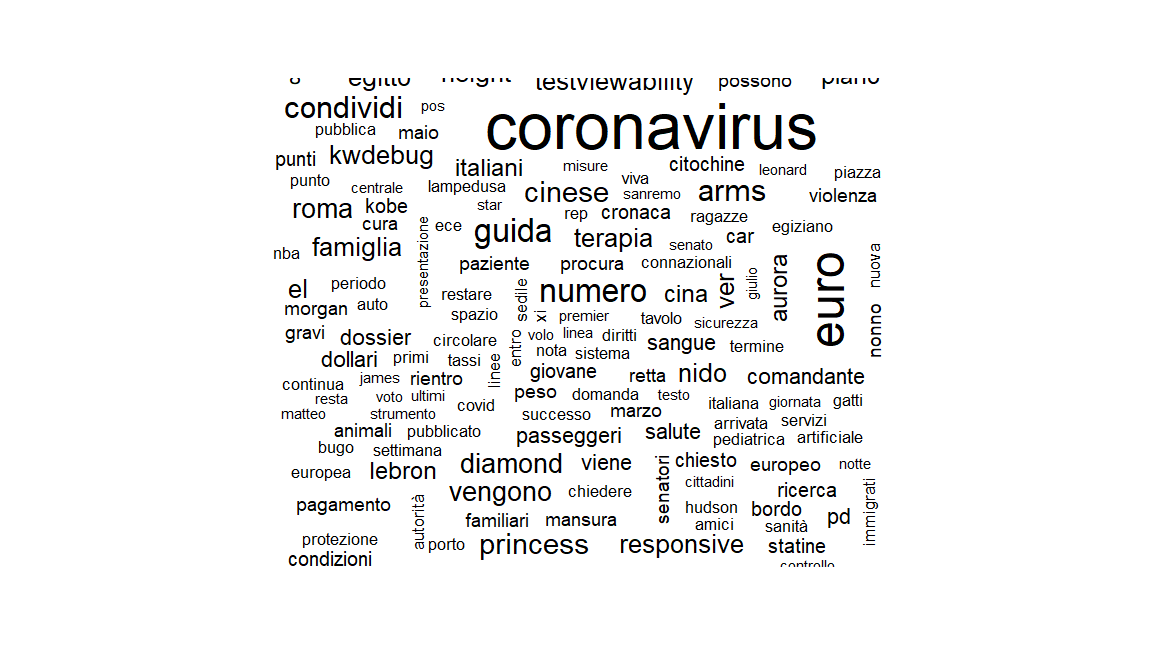 8 egitto height testviewability possono piano
condividi pos coronavirus
pubblica maio
punti kwdebug italiani misure citochine leonard piazza
punto centrale lampedusa cinese viva sanremo arms violenza
roma kobe star rep cronaca ragazze
cura presentazione ece guida terapia senato car egiziano
nba famiglia paziente procura connazionali nuova
el periodo restare sedile numero cina ver giulio aurora euro
morgan auto spazio xi premier tavolo sicurezza nonno
gravi dossier circolare entro volo linea diritti sangue termine
dollari primi tassi linee nota sistema
continua james rientro giovane retta nido comandante
resta voto ultimi covid peso domanda testo italiana giornata gatti
matteo strumento successo marzo arrivata servizi
animali pubblicato passeggeri salute pediatrica artificiale
bugo settimana
europea lebron diamond viene senatori chiesto europeo notte
pagamento autorità vengono chiedere cittadini ricerca immigrati
familiari mansura hudson bordo pd
amici sanità
protezione porto princess responsive statine
condizioni controllo